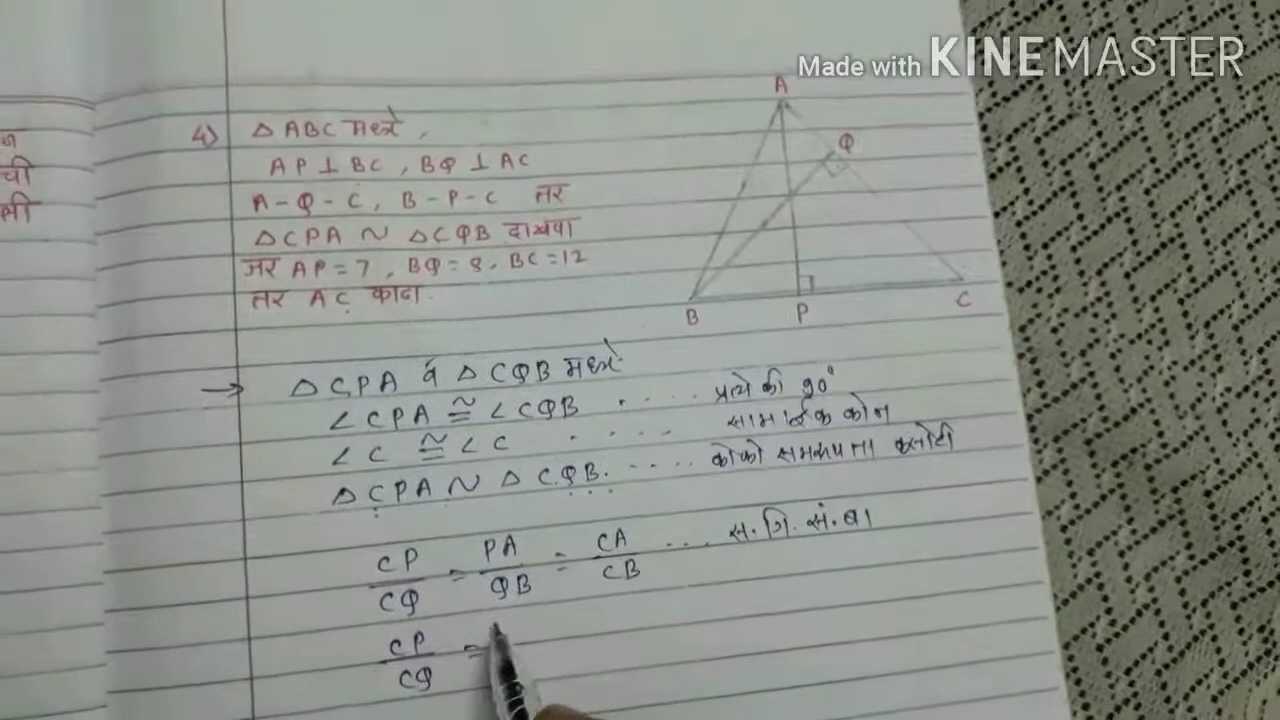 Made with KINEMASTER
4) △ ABC मध्ये,
AP ⊥ BC, BQ ⊥ AC
A - Q - C, B - P - C तर
△CPA ~ △CQB दाखवा
जर AP = 7, BQ = 8, BC = 12
तर AC काढा.
A
Q
B P C
ची
ली
→ △CPA व △CQB मध्ये
∠CPA ≅ ∠CQB .... प्रत्येकी 90°
∠C ≅ ∠C .... सामाईक कोन
△CPA ~ △CQB. .... कोको समरूपता कसोटी
CP/CQ = PA/QB = CA/CB ... स.त्रि.सं.बा
CP/CQ =